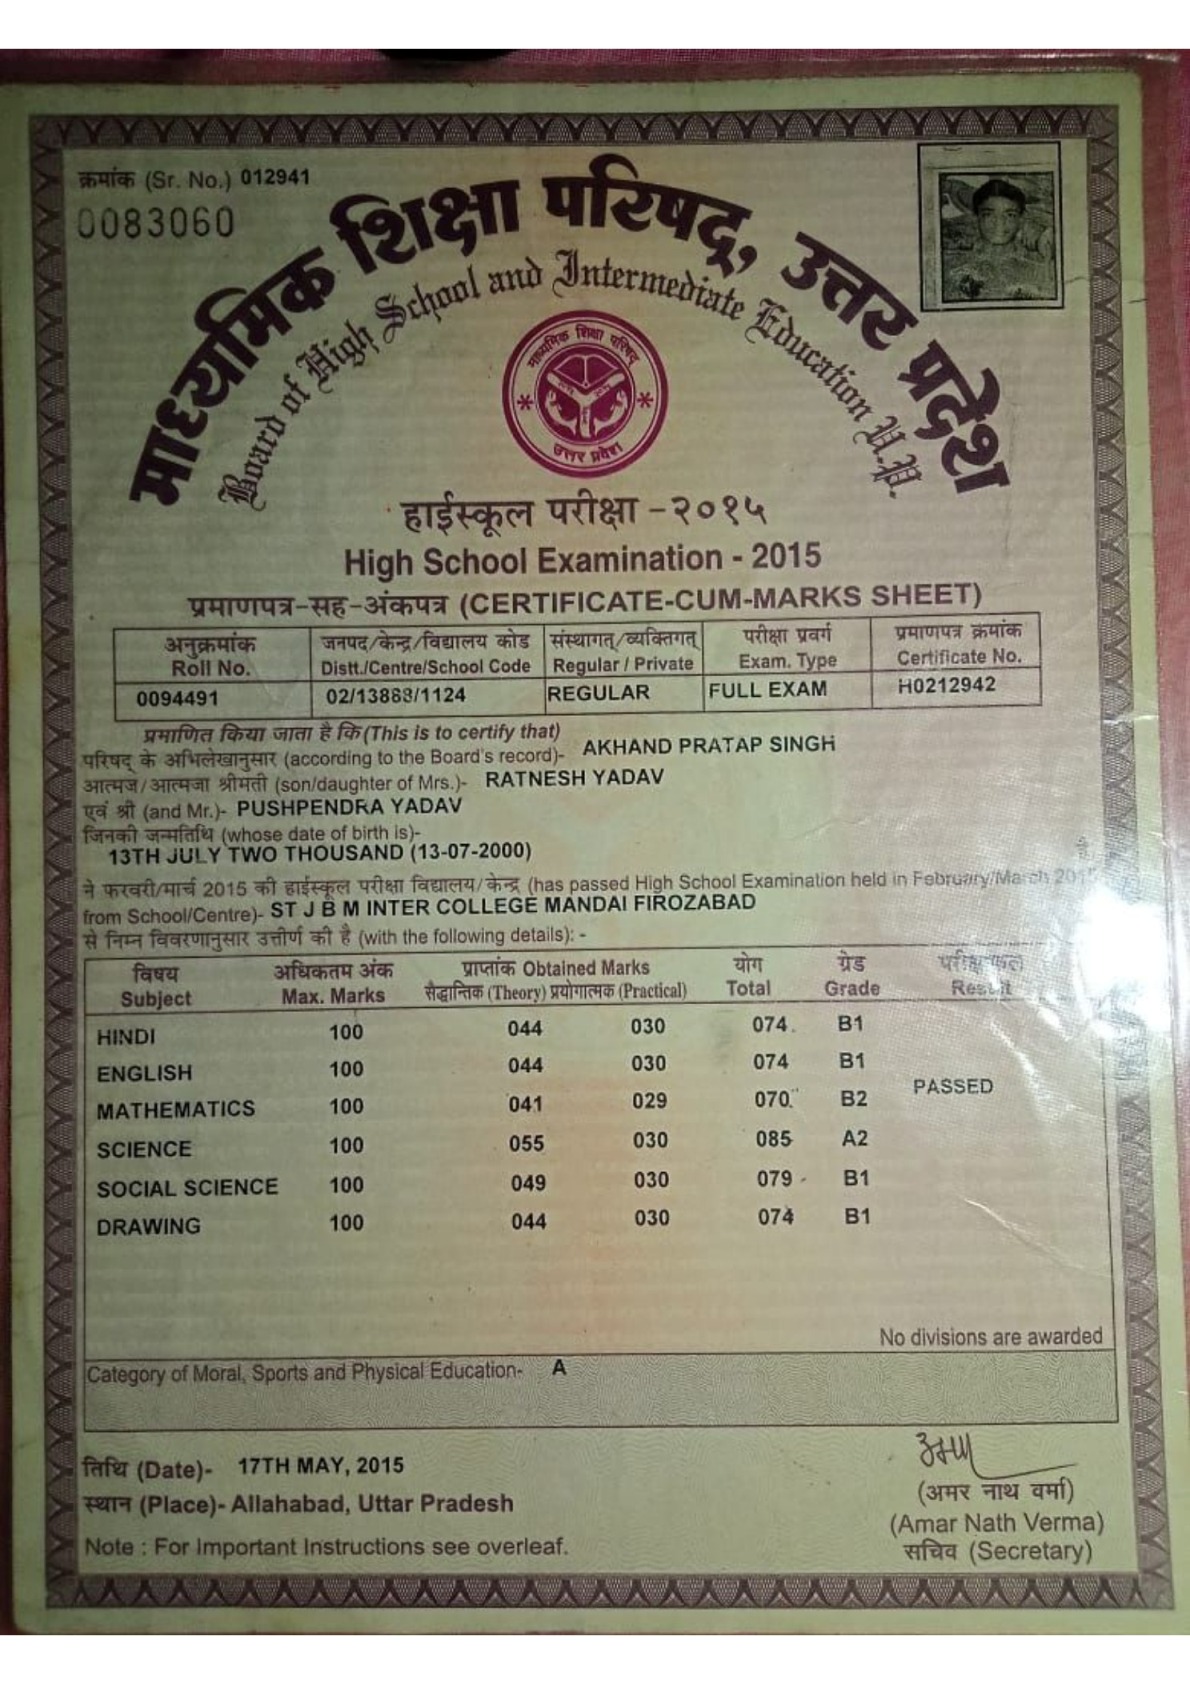 क्रमांक (Sr. No.) 012941
0083060
माध्यमिक शिक्षा परिषद्, उत्तर प्रदेश
Board of High School and Intermediate Education U.P.
माध्यमिक शिक्षा परिषद
उत्तर प्रदेश
हाईस्कूल परीक्षा - २०१५
High School Examination - 2015
प्रमाणपत्र-सह-अंकपत्र (CERTIFICATE-CUM-MARKS SHEET)
अनुक्रमांक जनपद/केन्द्र/विद्यालय कोड संस्थागत्/व्यक्तिगत् परीक्षा प्रवर्ग प्रमाणपत्र क्रमांक
Roll No. Distt./Centre/School Code Regular / Private Exam. Type Certificate No.
0094491 02/13888/1124 REGULAR FULL EXAM H0212942
प्रमाणित किया जाता है कि (This is to certify that)
परिषद् के अभिलेखानुसार (according to the Board's record)- AKHAND PRATAP SINGH
आत्मज/आत्मजा श्रीमती (son/daughter of Mrs.)- RATNESH YADAV
एवं श्री (and Mr.)- PUSHPENDRA YADAV
जिनकी जन्मतिथि (whose date of birth is)-
13TH JULY TWO THOUSAND (13-07-2000)
है,
ने फरवरी/मार्च 2015 की हाईस्कूल परीक्षा विद्यालय/केन्द्र (has passed High School Examination held in February/March 2015
from School/Centre)- ST J B M INTER COLLEGE MANDAI FIROZABAD
से निम्न विवरणानुसार उत्तीर्ण की है (with the following details): -
विषय अधिकतम अंक प्राप्तांक Obtained Marks योग ग्रेड परीक्षाफल
Subject Max. Marks सैद्धान्तिक (Theory) प्रयोगात्मक (Practical) Total Grade Result
HINDI 100 044 030 074 B1
ENGLISH 100 044 030 074 B1
PASSED
MATHEMATICS 100 041 029 070 B2
SCIENCE 100 055 030 085 A2
SOCIAL SCIENCE 100 049 030 079 B1
DRAWING 100 044 030 074 B1
No divisions are awarded
Category of Moral, Sports and Physical Education- A
तिथि (Date)- 17TH MAY, 2015
स्थान (Place)- Allahabad, Uttar Pradesh
(अमर नाथ वर्मा)
(Amar Nath Verma)
Note : For Important Instructions see overleaf.
सचिव (Secretary)